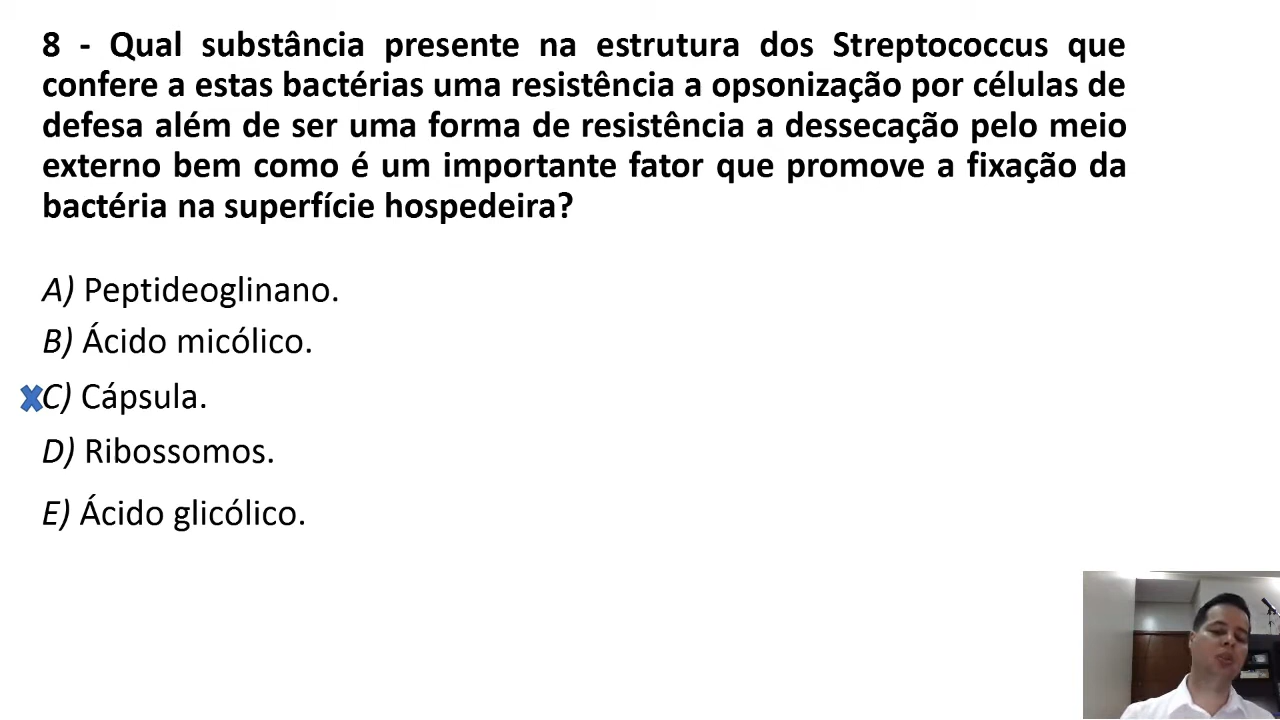 8 - Qual substância presente na estrutura dos Streptococcus que
confere a estas bactérias uma resistência a opsonização por células de
defesa além de ser uma forma de resistência a dessecação pelo meio
externo bem como é um importante fator que promove a fixação da
bactéria na superfície hospedeira?
A) Peptideoglinano.
B) Ácido micólico.
C) Cápsula.
D) Ribossomos.
E) Ácido glicólico.